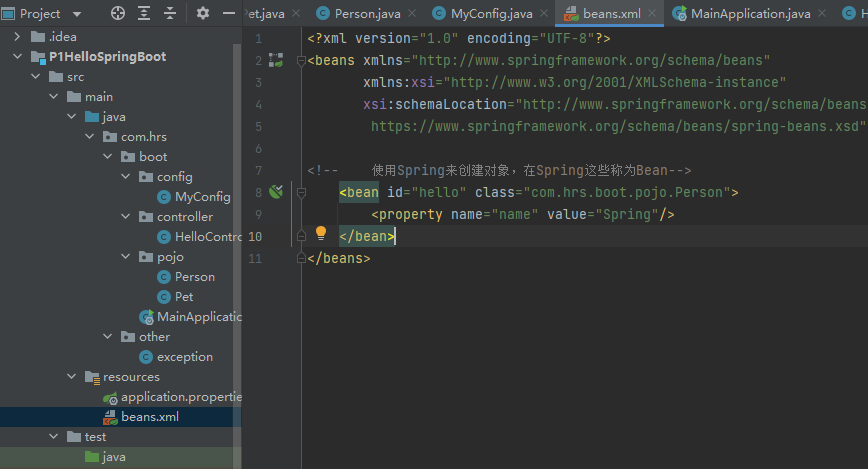 Project
et.java
Person.java
MyConfig.java
beans.xml
MainApplication.java
H
.idea
P1HelloSpringBoot
src
main
java
com.hrs
boot
config
MyConfig
controller
HelloContro
pojo
Person
Pet
MainApplicatic
other
exception
resources
application.propertie
beans.xml
test
java
1 <?xml version="1.0" encoding="UTF-8"?>
2 <beans xmlns="http://www.springframework.org/schema/beans"
3 xmlns:xsi="http://www.w3.org/2001/XMLSchema-instance"
4 xsi:schemaLocation="http://www.springframework.org/schema/beans
5 https://www.springframework.org/schema/beans/spring-beans.xsd"
6
7 <!-- 使用Spring来创建对象，在Spring这些称为Bean-->
8 <bean id="hello" class="com.hrs.boot.pojo.Person">
9 <property name="name" value="Spring"/>
10 </bean>
11 </beans>